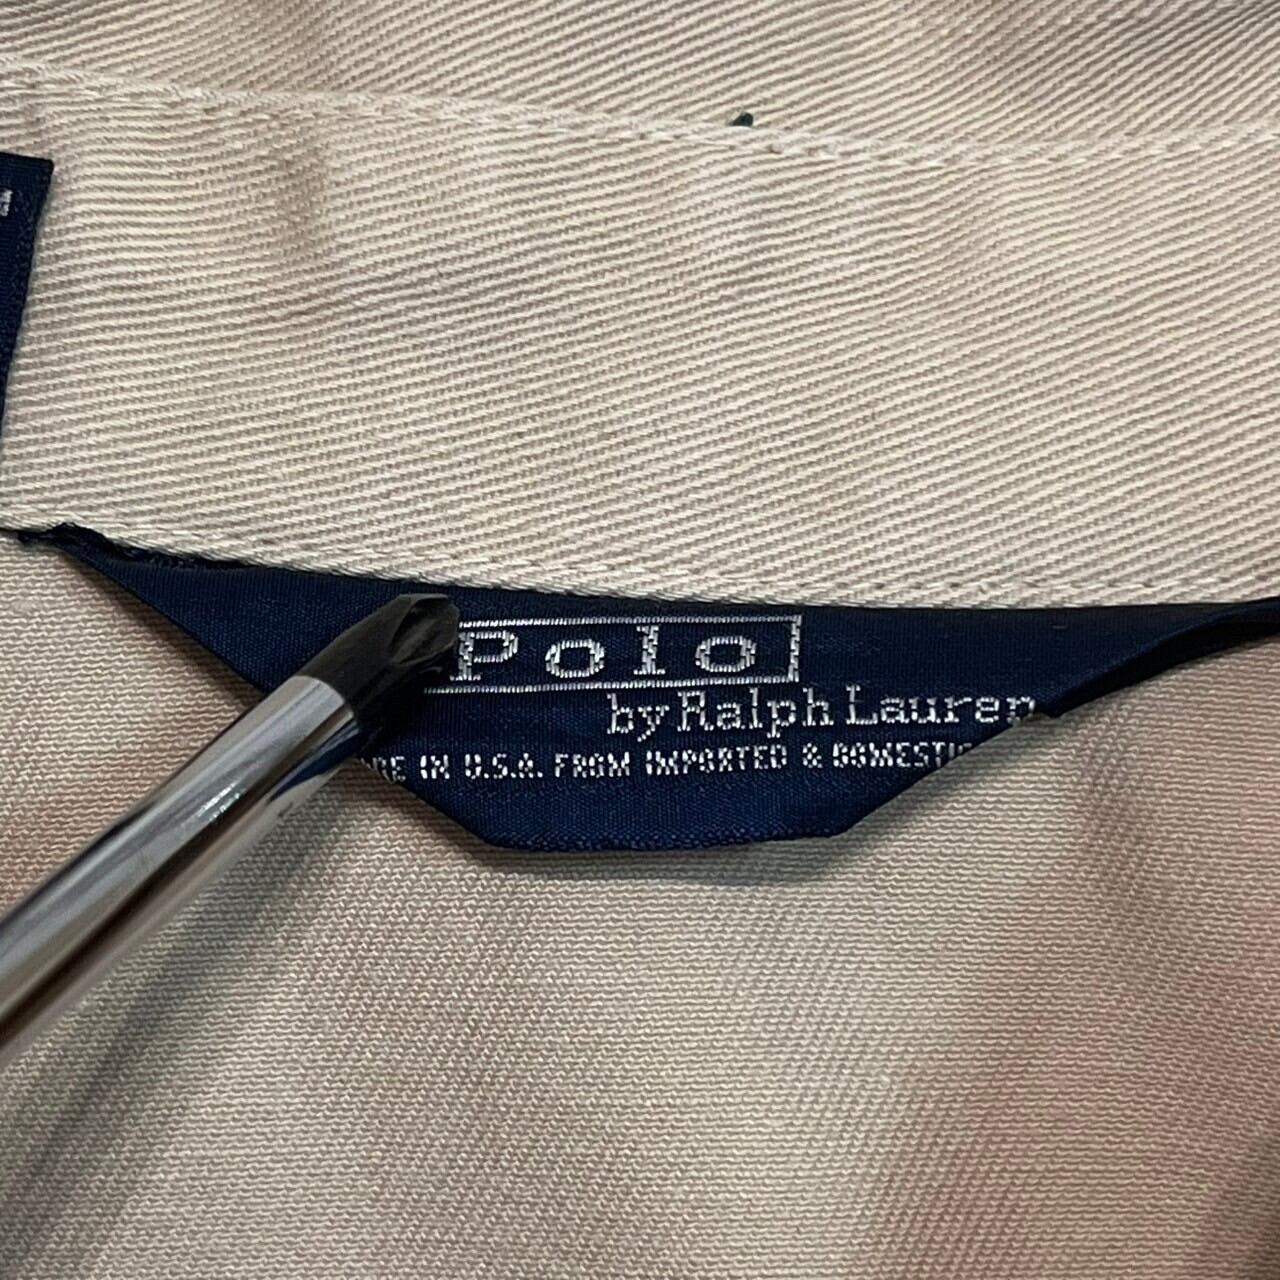 Polo
by Ralph Lauren
IN U.S.A. FROM IMPORTED &